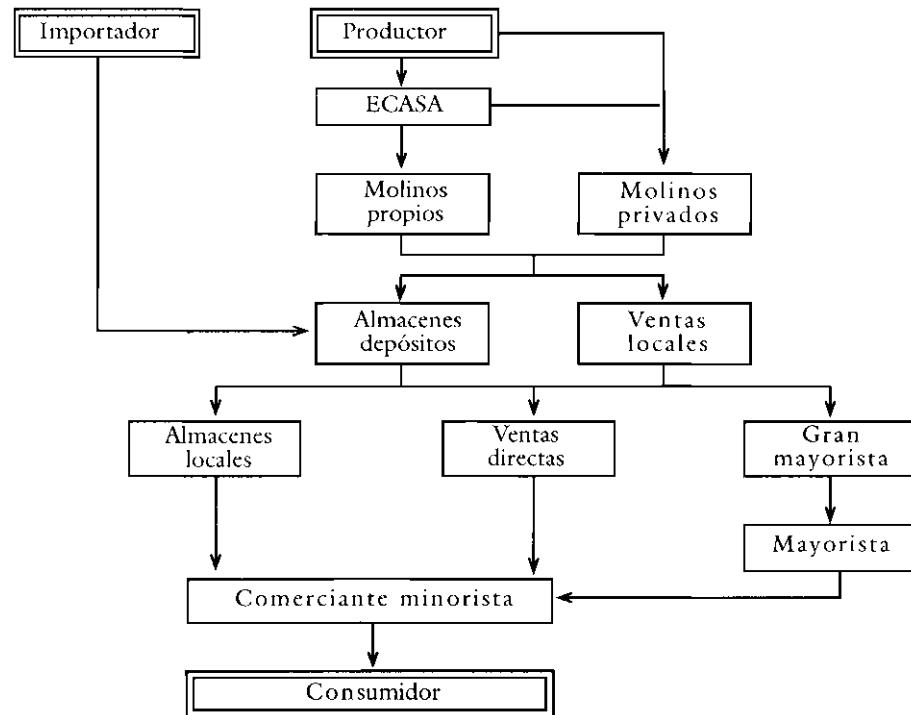 Importador
Productor
ECASA
Molinos
propios
Molinos
privados
Almacenes
depósitos
Ventas
locales
Almacenes
locales
Ventas
directas
Gran
mayorista
Mayorista
Comerciante minorista
Consumidor